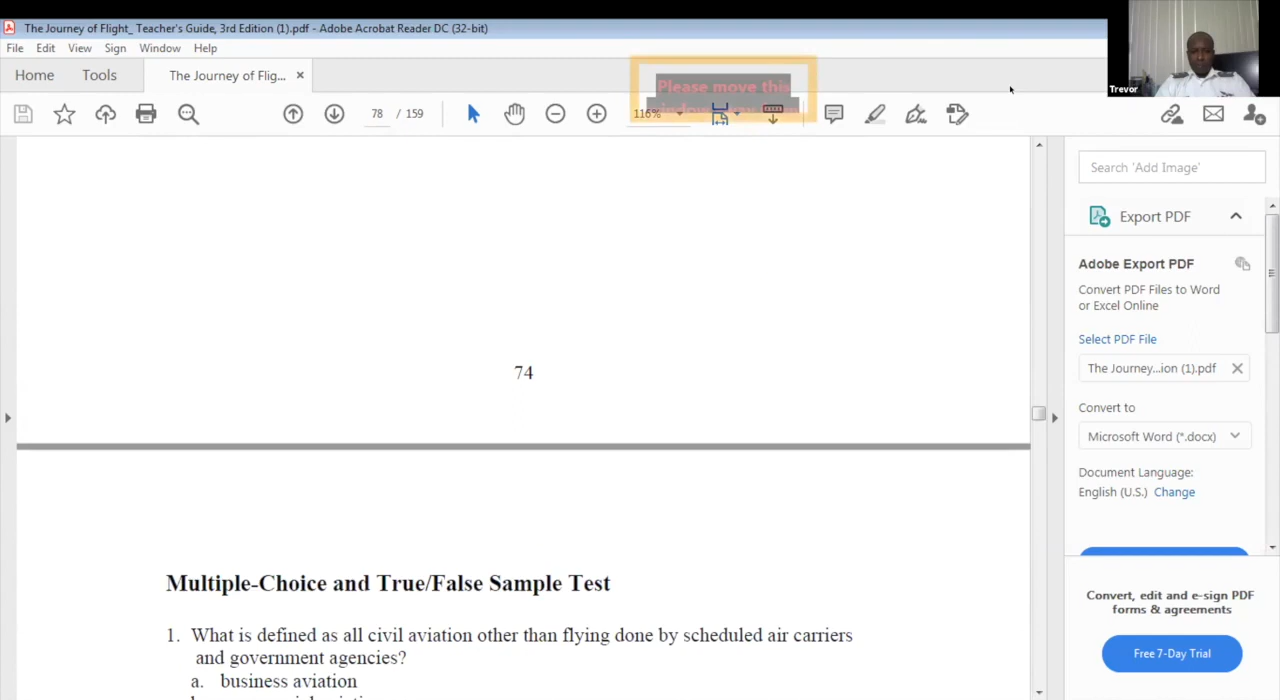 The Journey of Flight_ Teacher's Guide, 3rd Edition (1).pdf - Adobe Acrobat Reader DC (32-bit)
File Edit View Sign Window Help
Home Tools The Journey of Flig... ×
Please move this
78 / 159 116%
Trevor
Search 'Add Image'
Export PDF
Adobe Export PDF
Convert PDF Files to Word
or Excel Online
Select PDF File
The Journey...ion (1).pdf
Convert to
Microsoft Word (*.docx)
Document Language:
English (U.S.) Change
Convert, edit and e-sign PDF
forms & agreements
Free 7-Day Trial
74
Multiple-Choice and True/False Sample Test
1. What is defined as all civil aviation other than flying done by scheduled air carriers
and government agencies?
a. business aviation